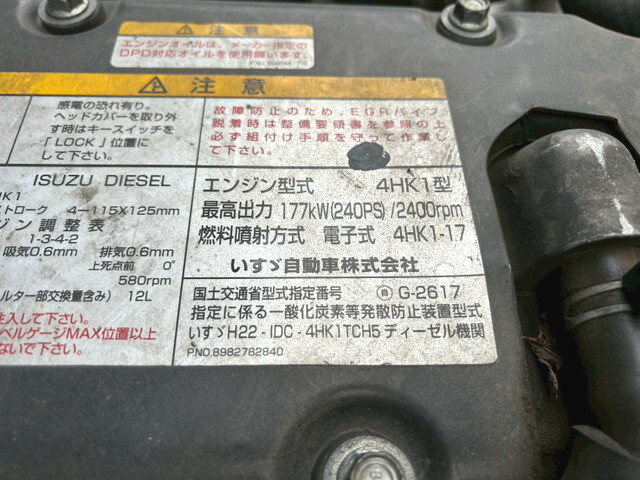 注意
エンジンオイルは、メーカー指定の
DPD対応オイルを使用願います。
注意
感電の恐れ有り。
ヘッドカバーを取り外
す時はキースイッチを
「LOCK」位置に
して下さい。
故障防止のため、EGRパイプ
脱着時は整備要領書を参照の上
必ず組付け手順を守って作業し
て下さい。
ISUZU DIESEL
K1
ストローク 4-115X125mm
ジン調整表
1-3-4-2
吸気0.6mm 排気0.6mm
上死点前 0°
580rpm
ルター部交換量含み) 12L
注入して下さい。
ベルゲージMAX位置以上
ないで下さい。
エンジン型式 4HK1型
最高出力 177kW(240PS)/2400rpm
燃料噴射方式 電子式 4HK1-17
いすゞ自動車株式会社
国土交通省型式指定番号 G-2617
指定に係る一酸化炭素等発散防止装置型式
いすゞH22-IDC-4HK1TCH5ディーゼル機関
P.NO.8982782840